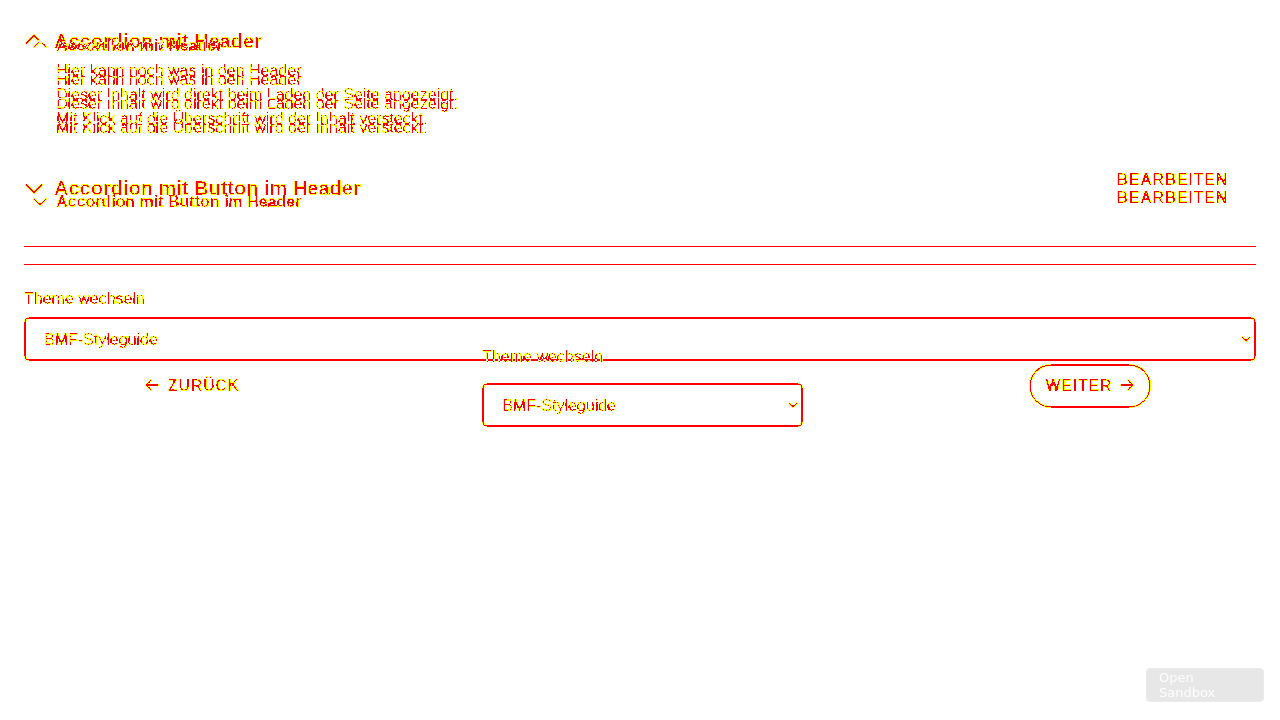 Accordion mit Header
Accordion mit Header
Hier kann noch was in den Header
Hier kann noch was in den Header
Dieser Inhalt wird direkt beim Laden der Seite angezeigt.
Dieser Inhalt wird direkt beim Laden der Seite angezeigt.
Mit Klick auf die Überschrift wird der Inhalt versteckt.
Mit Klick auf die Überschrift wird der Inhalt versteckt.
BEARBEITEN
Accordion mit Button im Header
BEARBEITEN
Accordion mit Button im Header
Theme wechseln
BMF-Styleguide
Theme wechseln
ZURÜCK
WEITER
BMF-Styleguide
Open
Sandbox